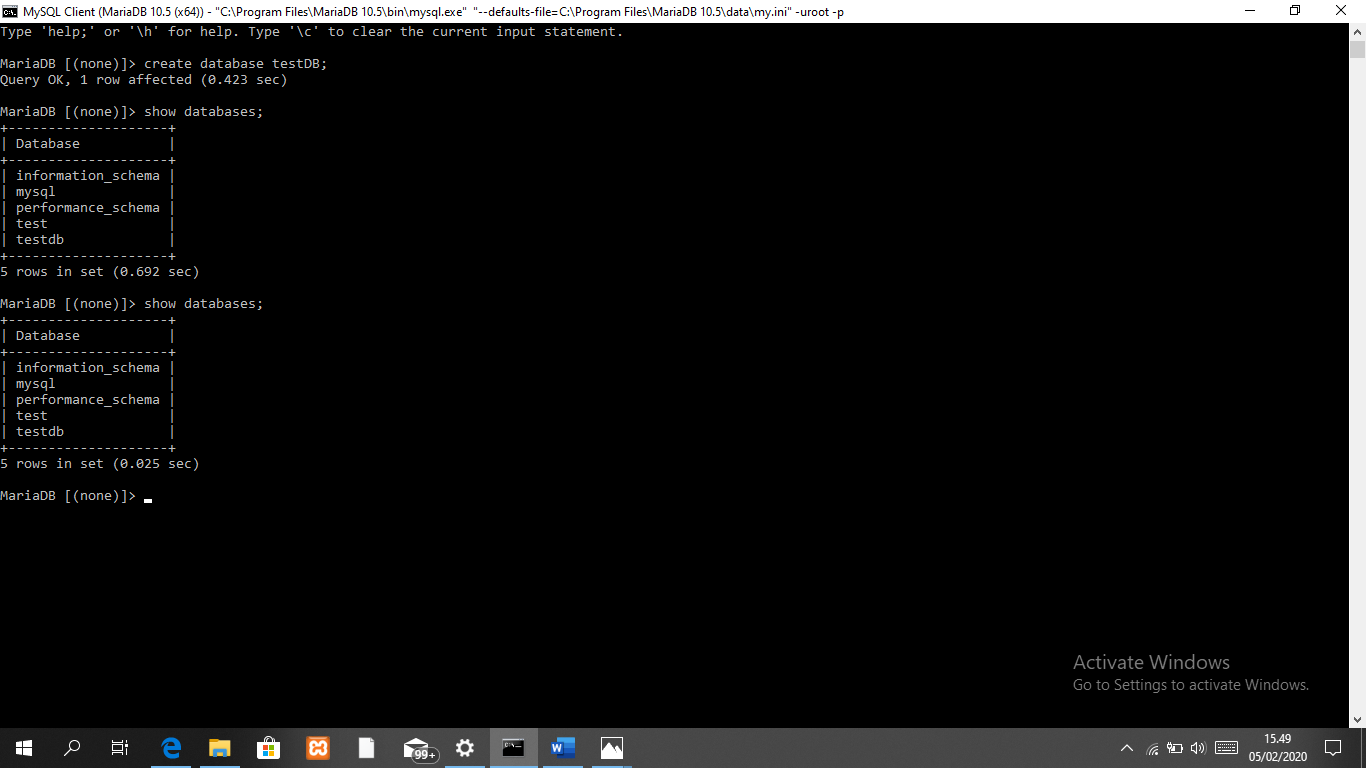 MySQL Client (MariaDB 10.5 (x64)) - "C:\Program Files\MariaDB 10.5\bin\mysql.exe" "--defaults-file=C:\Program Files\MariaDB 10.5\data\my.ini" -uroot -p
Type 'help;' or '\h' for help. Type '\c' to clear the current input statement.

MariaDB [(none)]> create database testDB;
Query OK, 1 row affected (0.423 sec)

MariaDB [(none)]> show databases;
+--------------------+
| Database           |
+--------------------+
| information_schema |
| mysql              |
| performance_schema |
| test               |
| testdb             |
+--------------------+
5 rows in set (0.692 sec)

MariaDB [(none)]> show databases;
+--------------------+
| Database           |
+--------------------+
| information_schema |
| mysql              |
| performance_schema |
| test               |
| testdb             |
+--------------------+
5 rows in set (0.025 sec)

MariaDB [(none)]>
Activate Windows
Go to Settings to activate Windows.
99+
15.49
05/02/2020